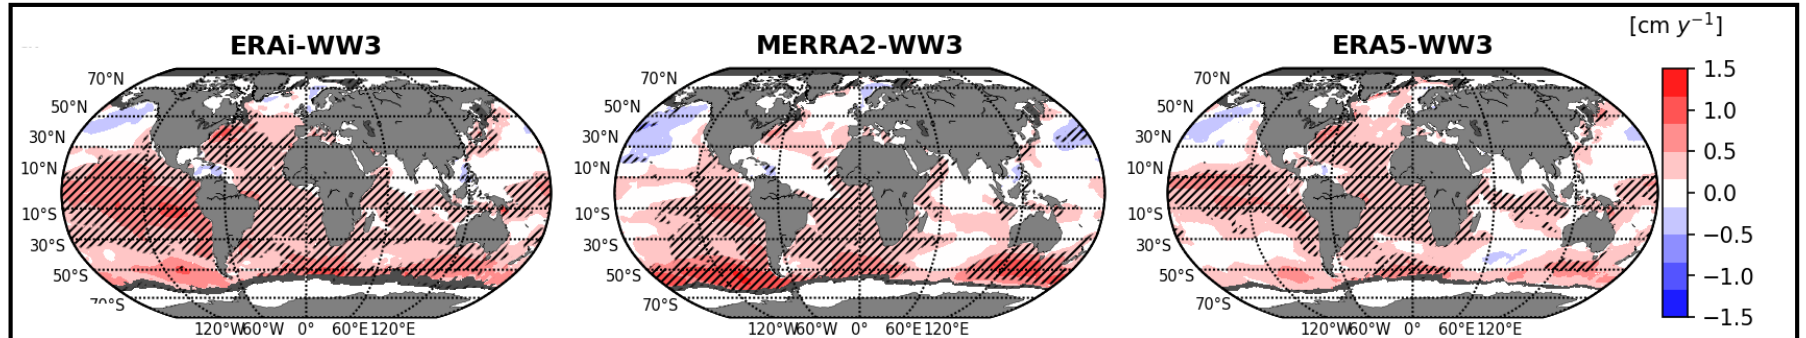 [cm y⁻¹]
ERAi-WW3 MERRA2-WW3 ERA5-WW3
70°N 70°N 70°N 1.5
50°N 50°N 50°N 1.0
30°N 30°N 30°N 0.5
10°N 10°N 10°N 0.0
10°S 10°S 10°S −0.5
30°S 30°S 30°S
50°S 50°S 50°S −1.0
70°S 70°S 70°S −1.5
120°W 60°W 0° 60°E 120°E 120°W 60°W 0° 60°E 120°E 120°W 60°W 0° 60°E 120°E